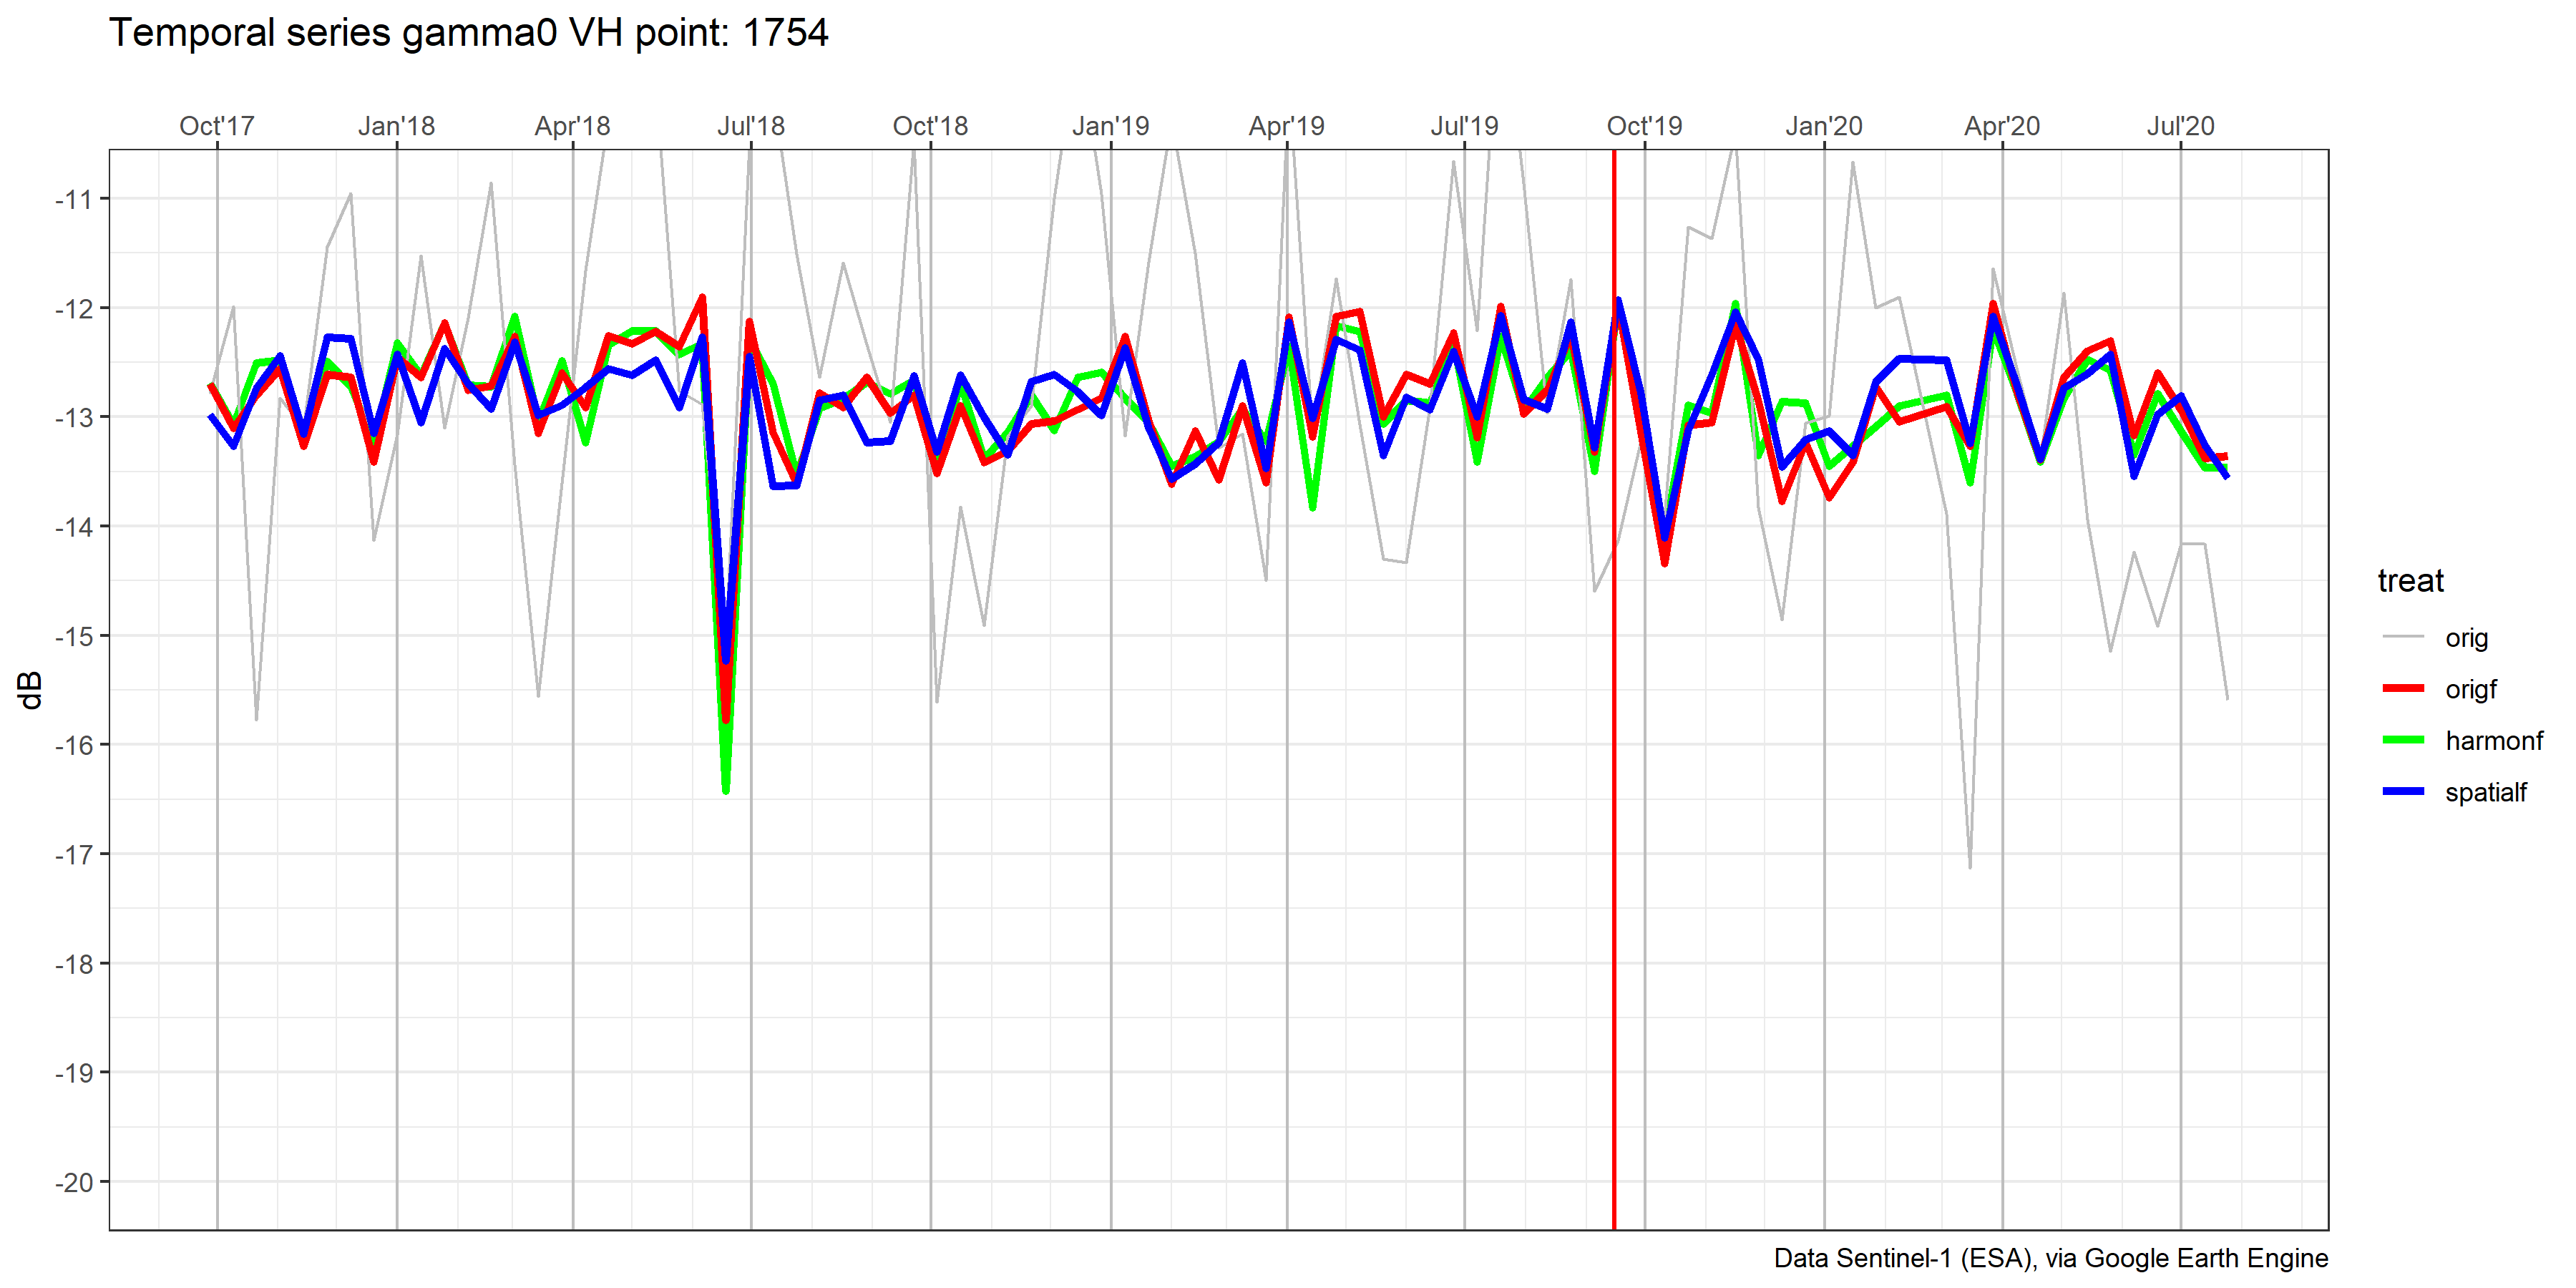 Temporal series gamma0 VH point: 1754
Oct'17 Jan'18 Apr'18 Jul'18 Oct'18 Jan'19 Apr'19 Jul'19 Oct'19 Jan'20 Apr'20 Jul'20
-11
-12
-13
-14
-15
-16
-17
-18
-19
-20
dB
treat
orig
origf
harmonf
spatialf
Data Sentinel-1 (ESA), via Google Earth Engine